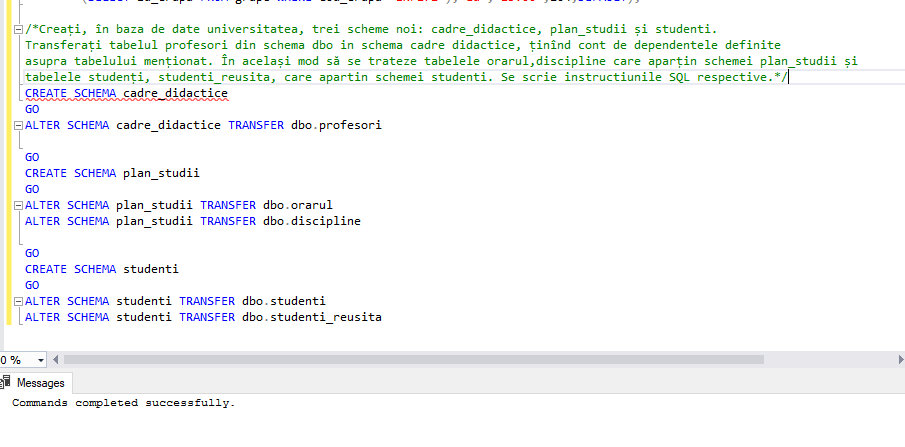 /*Creați, în baza de date universitatea, trei scheme noi: cadre_didactice, plan_studii și studenti.
Transferați tabelul profesori din schema dbo in schema cadre didactice, ținînd cont de dependentele definite
asupra tabelului menționat. În același mod să se trateze tabelele orarul,discipline care aparțin schemei plan_studii și
tabelele studenți, studenti_reusita, care apartin schemei studenti. Se scrie instructiunile SQL respective.*/
CREATE SCHEMA cadre_didactice
GO
ALTER SCHEMA cadre_didactice TRANSFER dbo.profesori
GO
CREATE SCHEMA plan_studii
GO
ALTER SCHEMA plan_studii TRANSFER dbo.orarul
ALTER SCHEMA plan_studii TRANSFER dbo.discipline
GO
CREATE SCHEMA studenti
GO
ALTER SCHEMA studenti TRANSFER dbo.studenti
ALTER SCHEMA studenti TRANSFER dbo.studenti_reusita
0 %
Messages
Commands completed successfully.